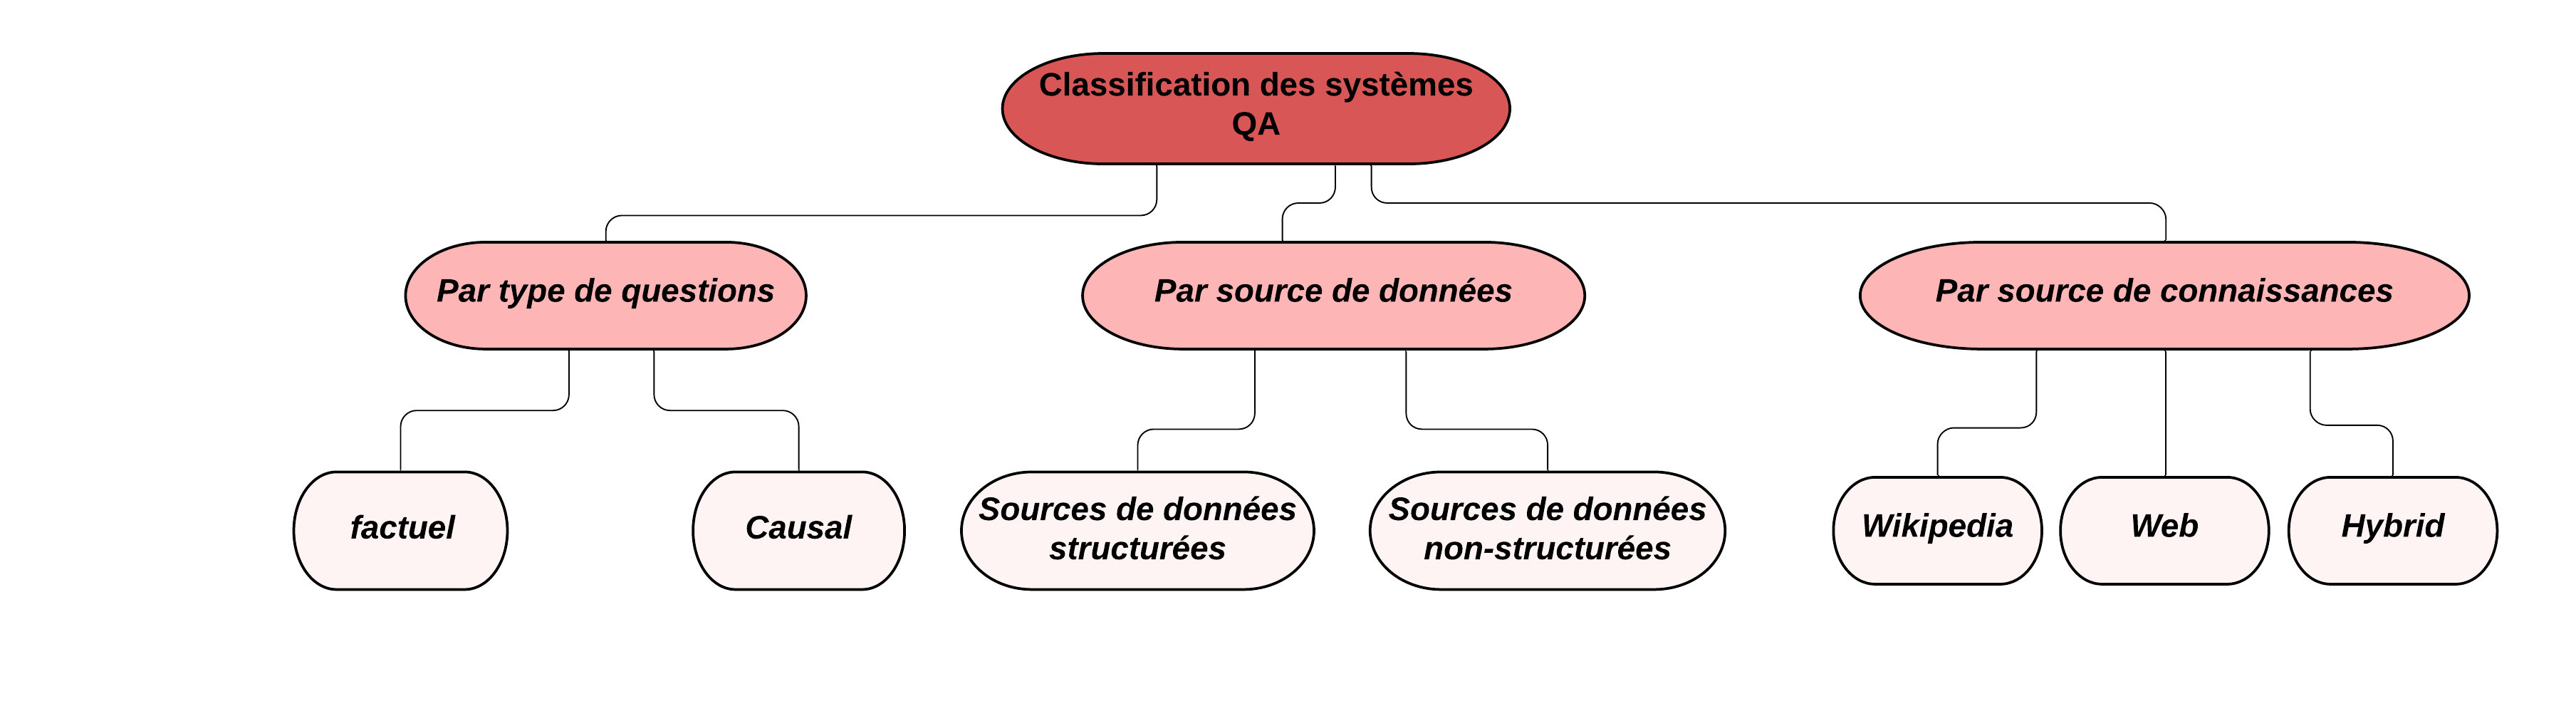 Classification des systèmes
QA
Par type de questions
Par source de données
Par source de connaissances
factuel
Causal
Sources de données
structurées
Sources de données
non-structurées
Wikipedia
Web
Hybrid